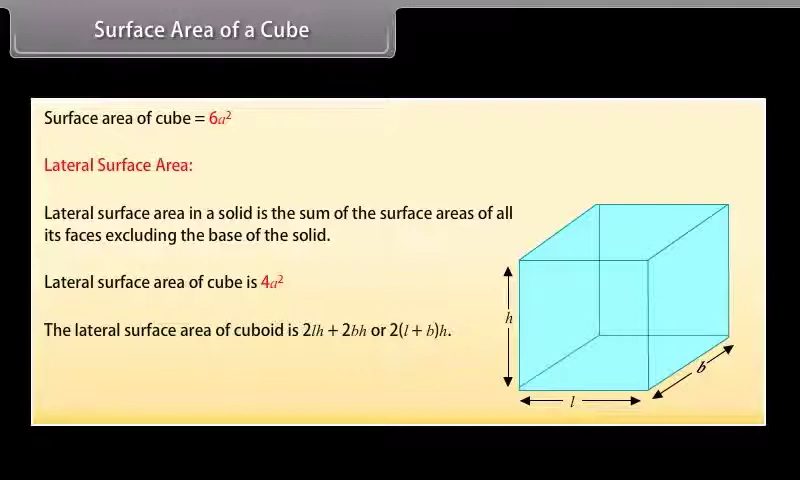 Surface Area of a Cube
Surface area of cube = 6a²
Lateral Surface Area:
Lateral surface area in a solid is the sum of the surface areas of all
its faces excluding the base of the solid.
Lateral surface area of cube is 4a²
The lateral surface area of cuboid is 2lh + 2bh or 2(l + b)h.
h
b
l